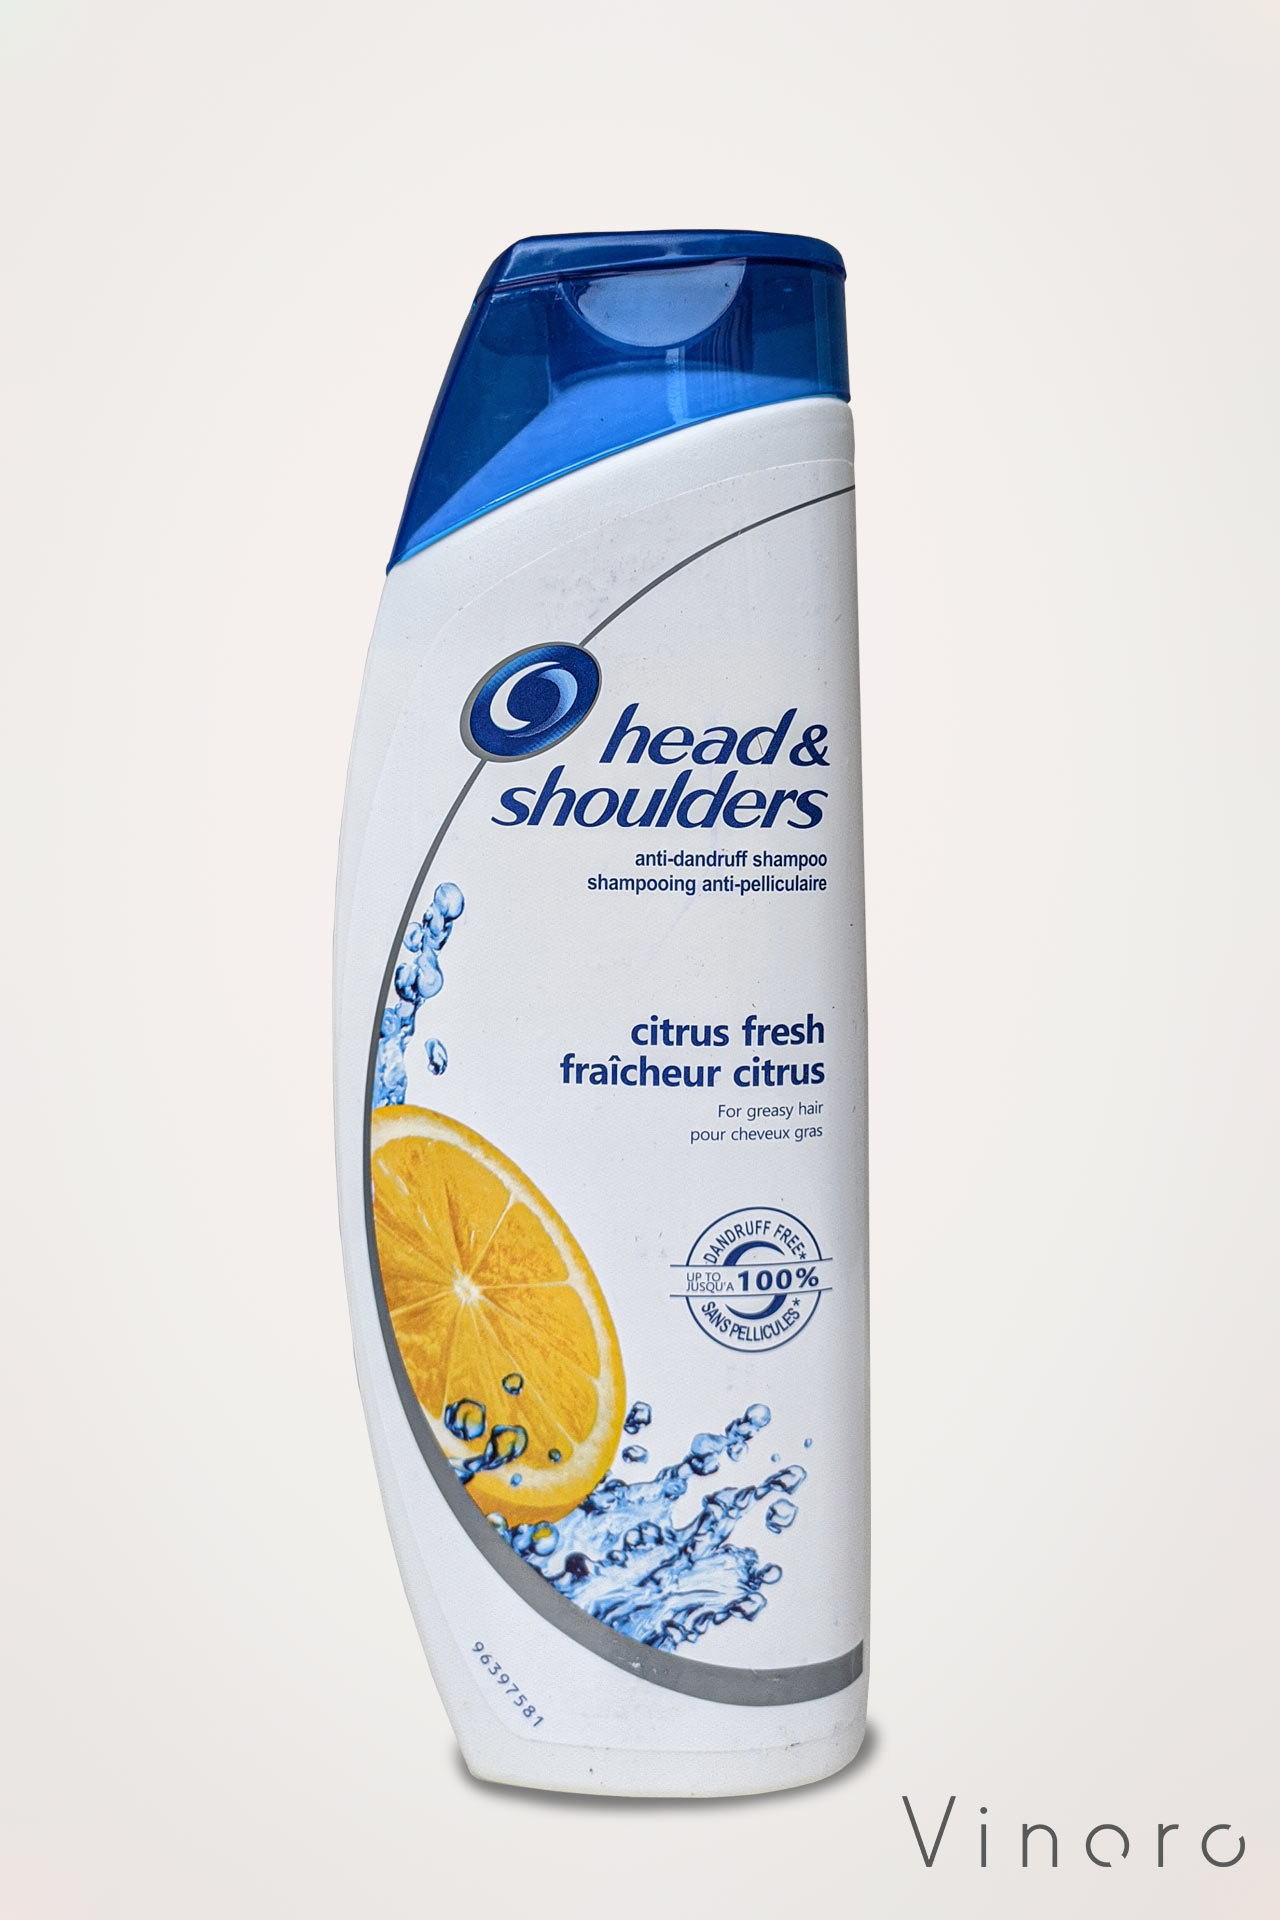 head &
shoulders
anti-dandruff shampoo
shampooing anti-pelliculaire
citrus fresh
fraîcheur citrus
For greasy hair
pour cheveux gras
DANDRUFF FREE*
UP TO
JUSQU'A 100%
SANS PELLICULES*
96397581
Vinoro